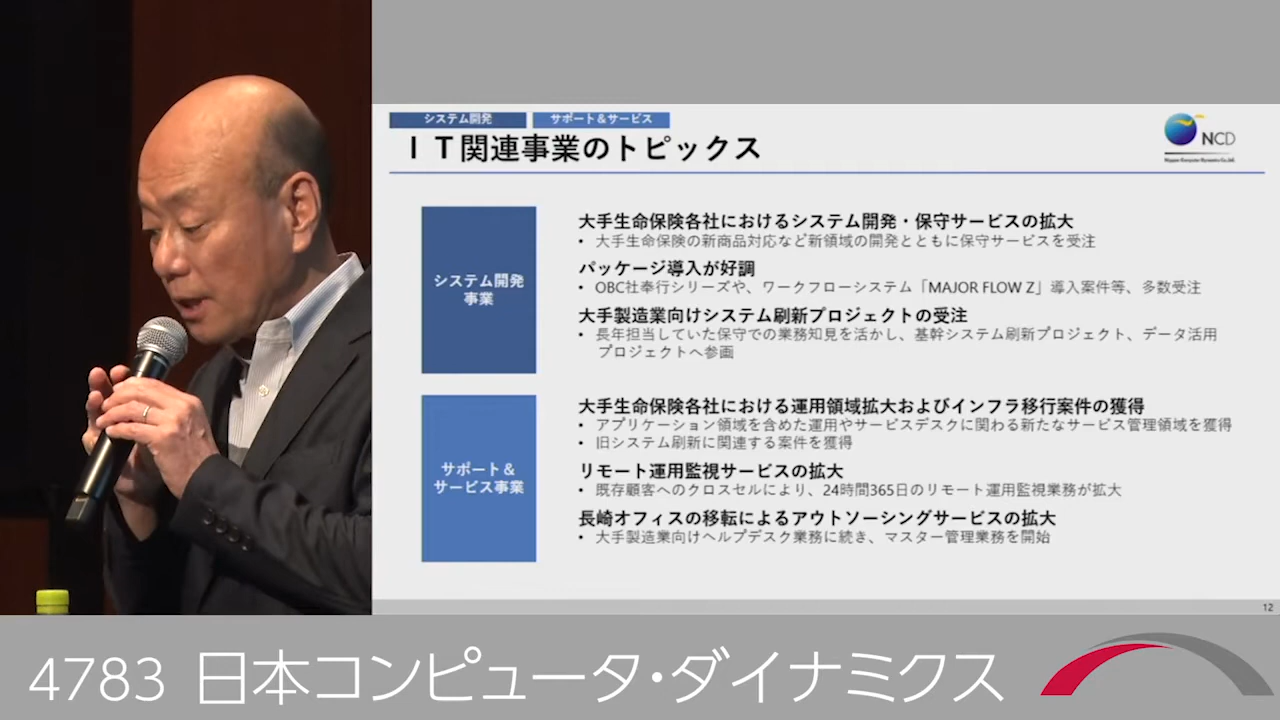 システム開発
サポート＆サービス
ＩＴ関連事業のトピックス
NCD
Nippon Computer Dynamics Co.,Ltd.
システム開発
事業
大手生命保険各社におけるシステム開発・保守サービスの拡大
• 大手生命保険の新商品対応など新領域の開発とともに保守サービスを受注
パッケージ導入が好調
• OBC社奉行シリーズや、ワークフローシステム「MAJOR FLOW Z」導入案件等、多数受注
大手製造業向けシステム刷新プロジェクトの受注
• 長年担当していた保守での業務知見を活かし、基幹システム刷新プロジェクト、データ活用
プロジェクトへ参画
サポート＆
サービス事業
大手生命保険各社における運用領域拡大およびインフラ移行案件の獲得
• アプリケーション領域を含めた運用やサービスデスクに関わる新たなサービス管理領域を獲得
• 旧システム刷新に関連する案件を獲得
リモート運用監視サービスの拡大
• 既存顧客へのクロスセルにより、24時間365日のリモート運用監視業務が拡大
長崎オフィスの移転によるアウトソーシングサービスの拡大
• 大手製造業向けヘルプデスク業務に続き、マスター管理業務を開始
12
4783 日本コンピュータ・ダイナミクス